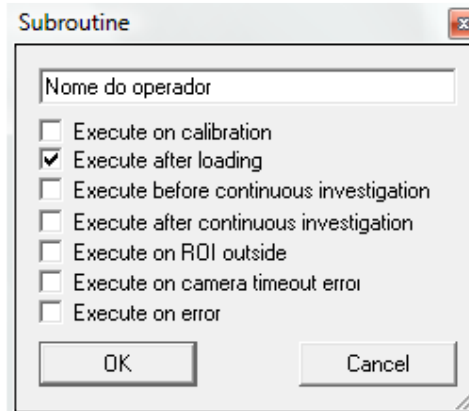 Subroutine
Nome do operador
Execute on calibration
Execute after loading
Execute before continuous investigation
Execute after continuous investigation
Execute on ROI outside
Execute on camera timeout error
Execute on error
OK Cancel